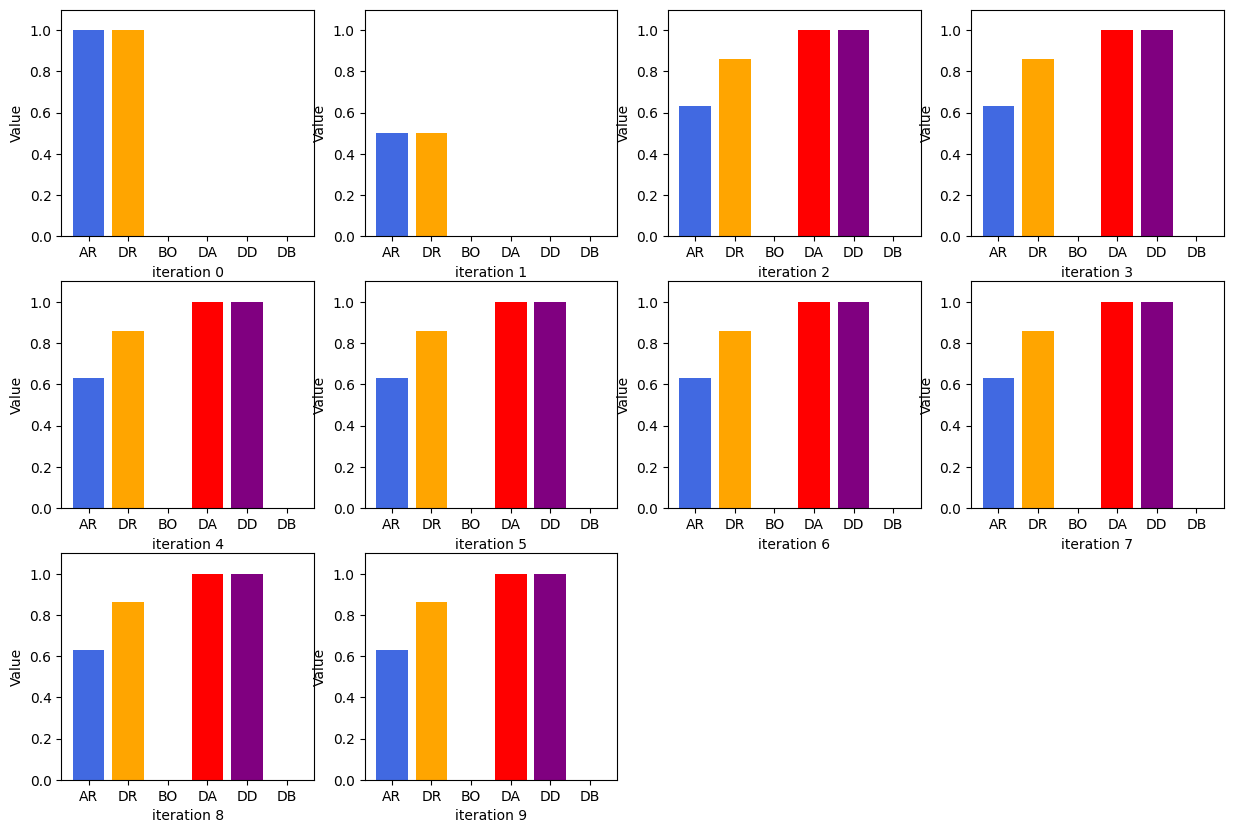 1.0
0.8
0.6
0.4
0.2
0.0
Value
AR DR BO DA DD DB
iteration 0
1.0
0.8
0.6
0.4
0.2
0.0
Value
AR DR BO DA DD DB
iteration 1
1.0
0.8
0.6
0.4
0.2
0.0
Value
AR DR BO DA DD DB
iteration 2
1.0
0.8
0.6
0.4
0.2
0.0
Value
AR DR BO DA DD DB
iteration 3
1.0
0.8
0.6
0.4
0.2
0.0
Value
AR DR BO DA DD DB
iteration 4
1.0
0.8
0.6
0.4
0.2
0.0
Value
AR DR BO DA DD DB
iteration 5
1.0
0.8
0.6
0.4
0.2
0.0
Value
AR DR BO DA DD DB
iteration 6
1.0
0.8
0.6
0.4
0.2
0.0
Value
AR DR BO DA DD DB
iteration 7
1.0
0.8
0.6
0.4
0.2
0.0
Value
AR DR BO DA DD DB
iteration 8
1.0
0.8
0.6
0.4
0.2
0.0
Value
AR DR BO DA DD DB
iteration 9